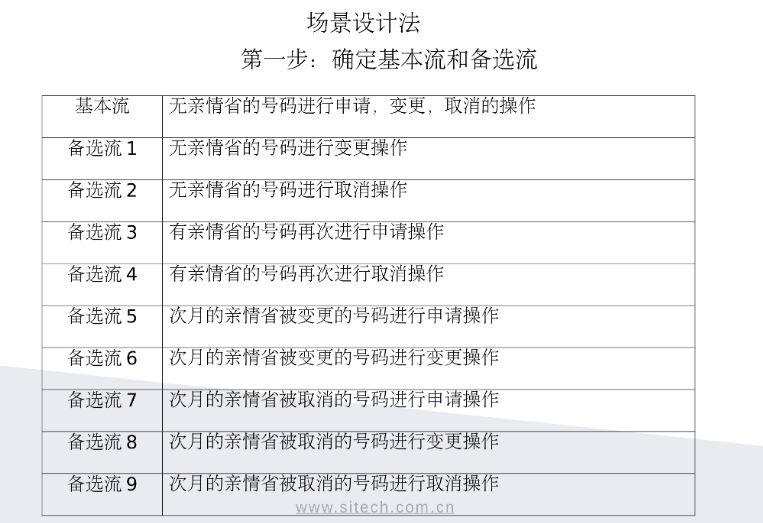 场景设计法
第一步：确定基本流和备选流
基本流 无亲情省的号码进行申请，变更，取消的操作
备选流 1 无亲情省的号码进行变更操作
备选流 2 无亲情省的号码进行取消操作
备选流 3 有亲情省的号码再次进行申请操作
备选流 4 有亲情省的号码再次进行取消操作
备选流 5 次月的亲情省被变更的号码进行申请操作
备选流 6 次月的亲情省被变更的号码进行变更操作
备选流 7 次月的亲情省被取消的号码进行申请操作
备选流 8 次月的亲情省被取消的号码进行变更操作
备选流 9 次月的亲情省被取消的号码进行取消操作
www.sitech.com.cn